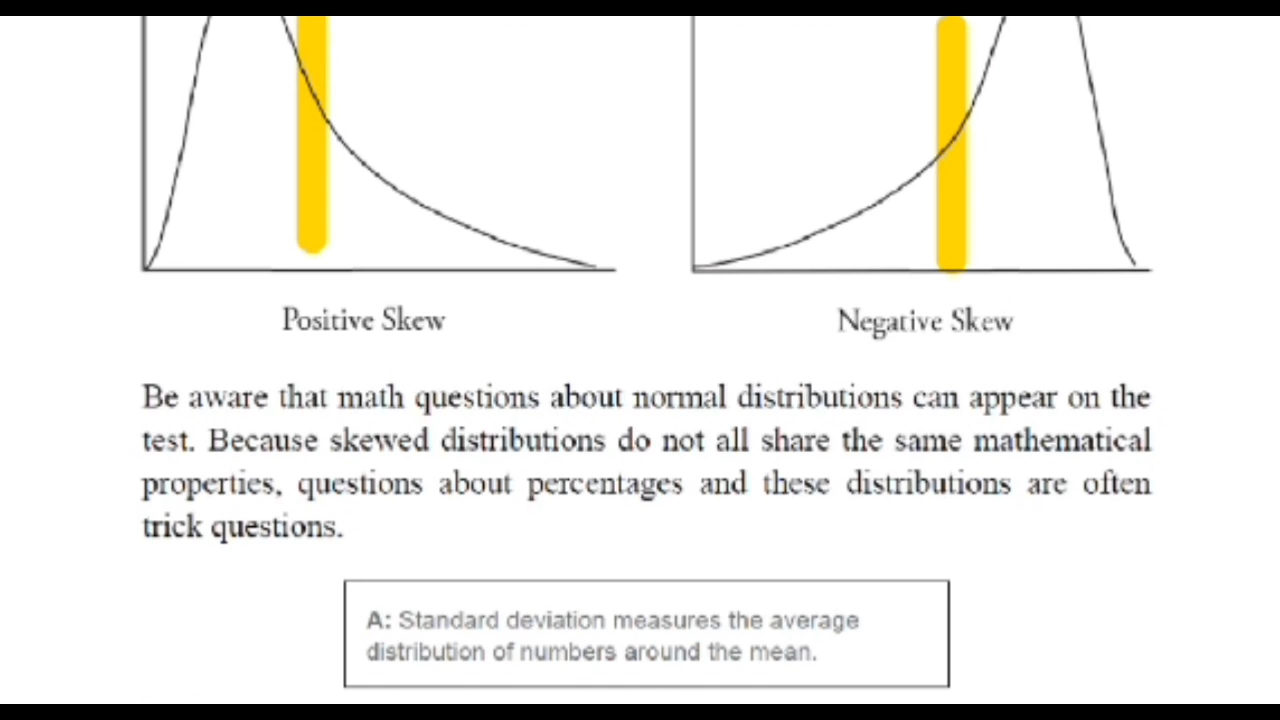 Positive Skew
Negative Skew
Be aware that math questions about normal distributions can appear on the
test. Because skewed distributions do not all share the same mathematical
properties, questions about percentages and these distributions are often
trick questions.
A: Standard deviation measures the average
distribution of numbers around the mean.